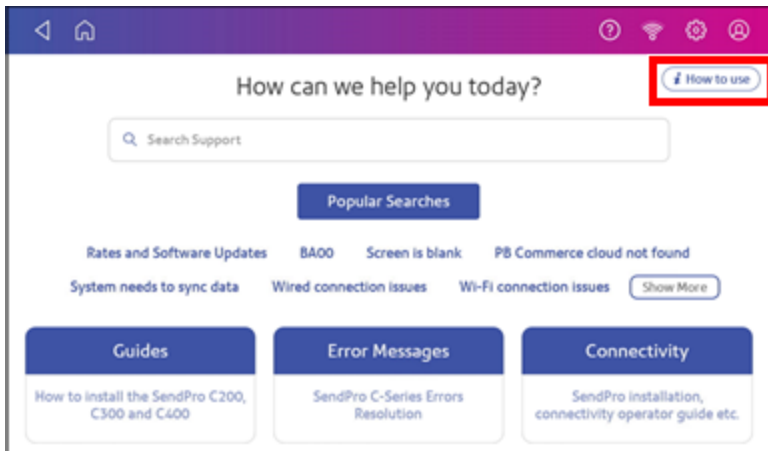 How can we help you today?
i How to use
Search Support
Popular Searches
Rates and Software Updates BA00 Screen is blank PB Commerce cloud not found
System needs to sync data Wired connection issues Wi-Fi connection issues Show More
Guides
How to install the SendPro C200,
C300 and C400
Error Messages
SendPro C-Series Errors
Resolution
Connectivity
SendPro installation,
connectivity operator guide etc.